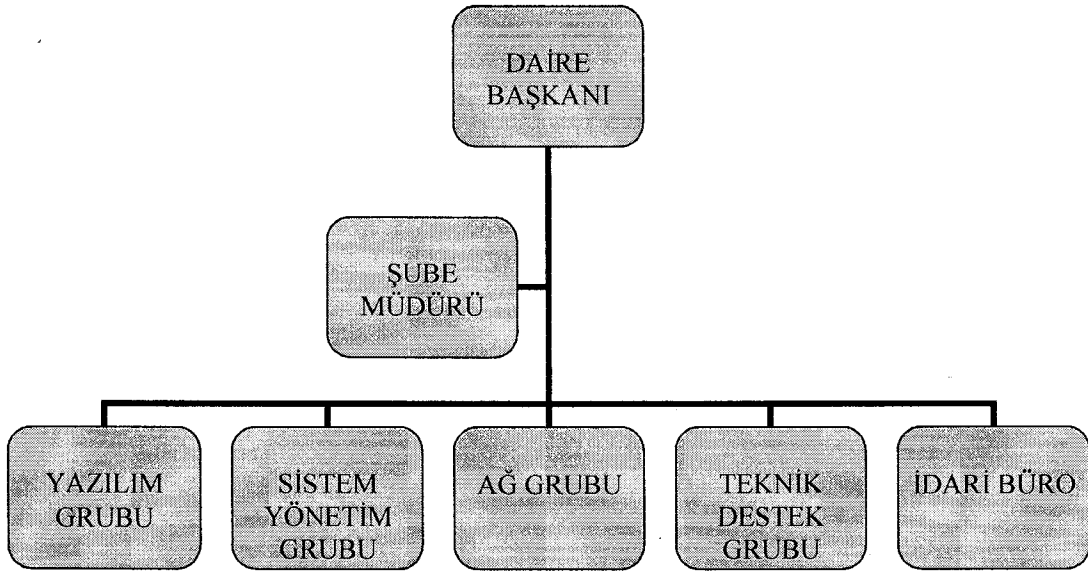 DAİRE
BAŞKANI
ŞUBE
MÜDÜRÜ
YAZILIM
GRUBU
SİSTEM
YÖNETİM
GRUBU
AĞ GRUBU
TEKNİK
DESTEK
GRUBU
İDARİ BÜRO